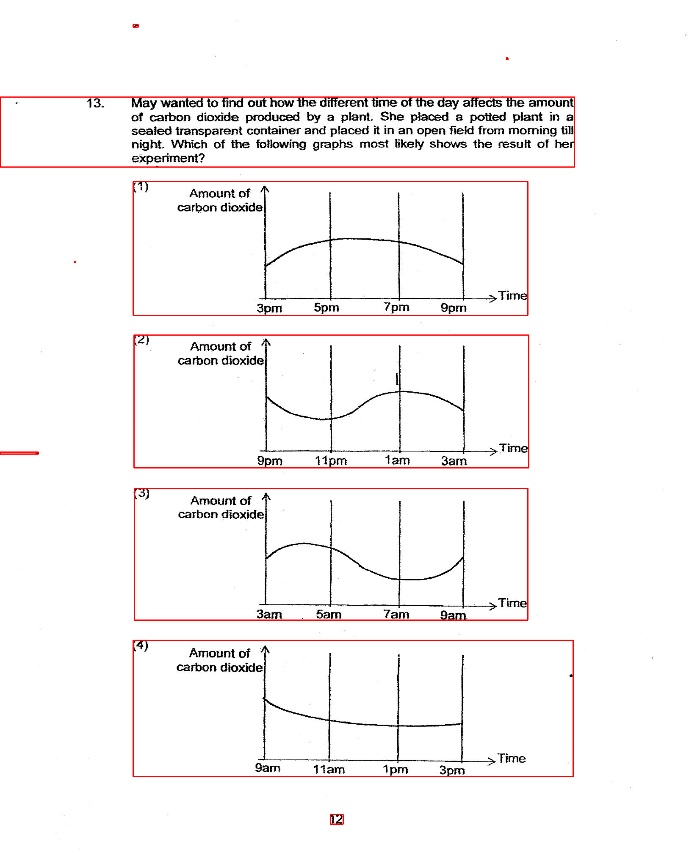 13. May wanted to find out how the different time of the day affects the amount
of carbon dioxide produced by a plant. She placed a potted plant in a
sealed transparent container and placed it in an open field from morning till
night. Which of the following graphs most likely shows the result of her
experiment?
(1) Amount of
carbon dioxide
Time
3pm 5pm 7pm 9pm
(2) Amount of
carbon dioxide
Time
9pm 11pm 1am 3am
(3) Amount of
carbon dioxide
Time
3am 5am 7am 9am
(4) Amount of
carbon dioxide
Time
9am 11am 1pm 3pm
12